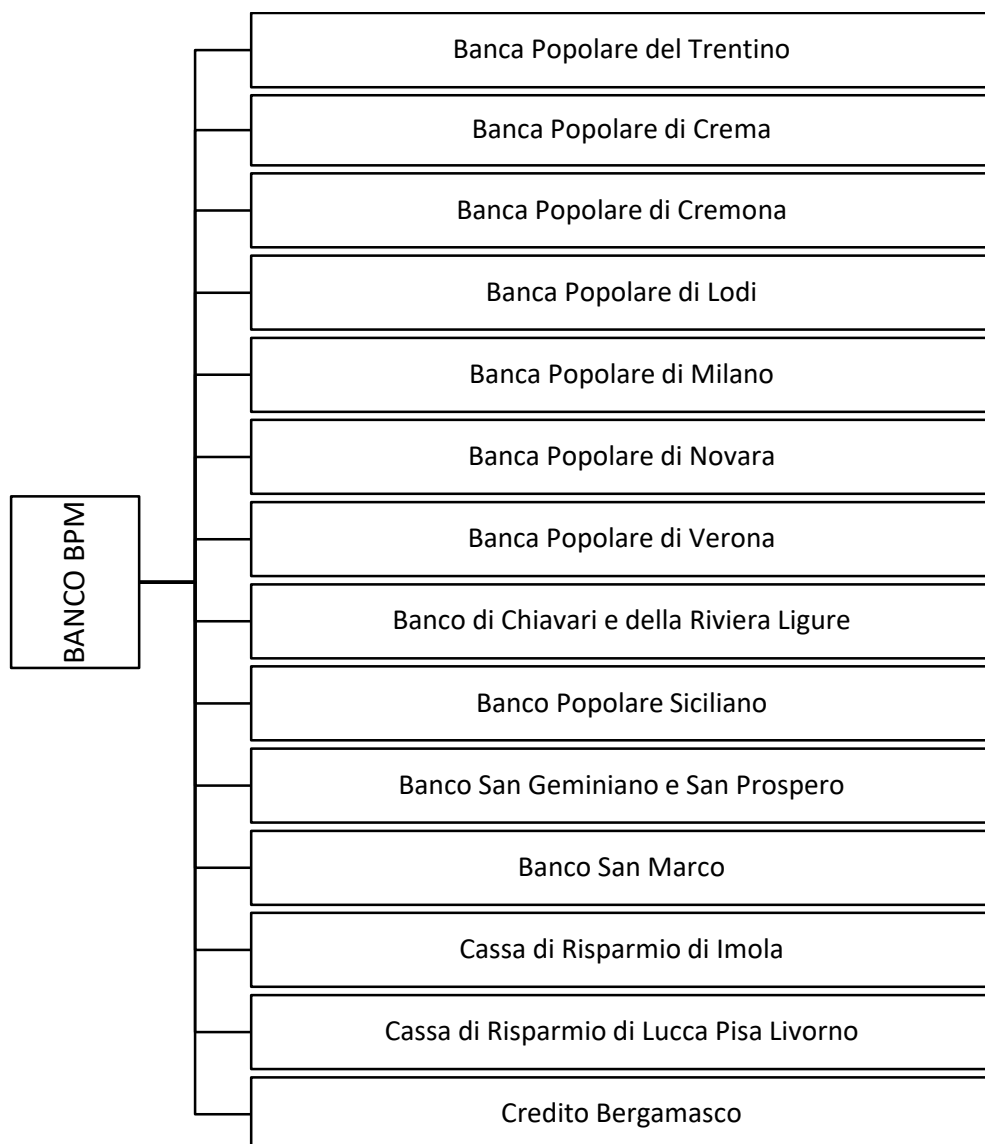 Banca Popolare del Trentino
Banca Popolare di Crema
Banca Popolare di Cremona
Banca Popolare di Lodi
Banca Popolare di Milano
Banca Popolare di Novara
BANCO BPM
Banca Popolare di Verona
Banco di Chiavari e della Riviera Ligure
Banco Popolare Siciliano
Banco San Geminiano e San Prospero
Banco San Marco
Cassa di Risparmio di Imola
Cassa di Risparmio di Lucca Pisa Livorno
Credito Bergamasco